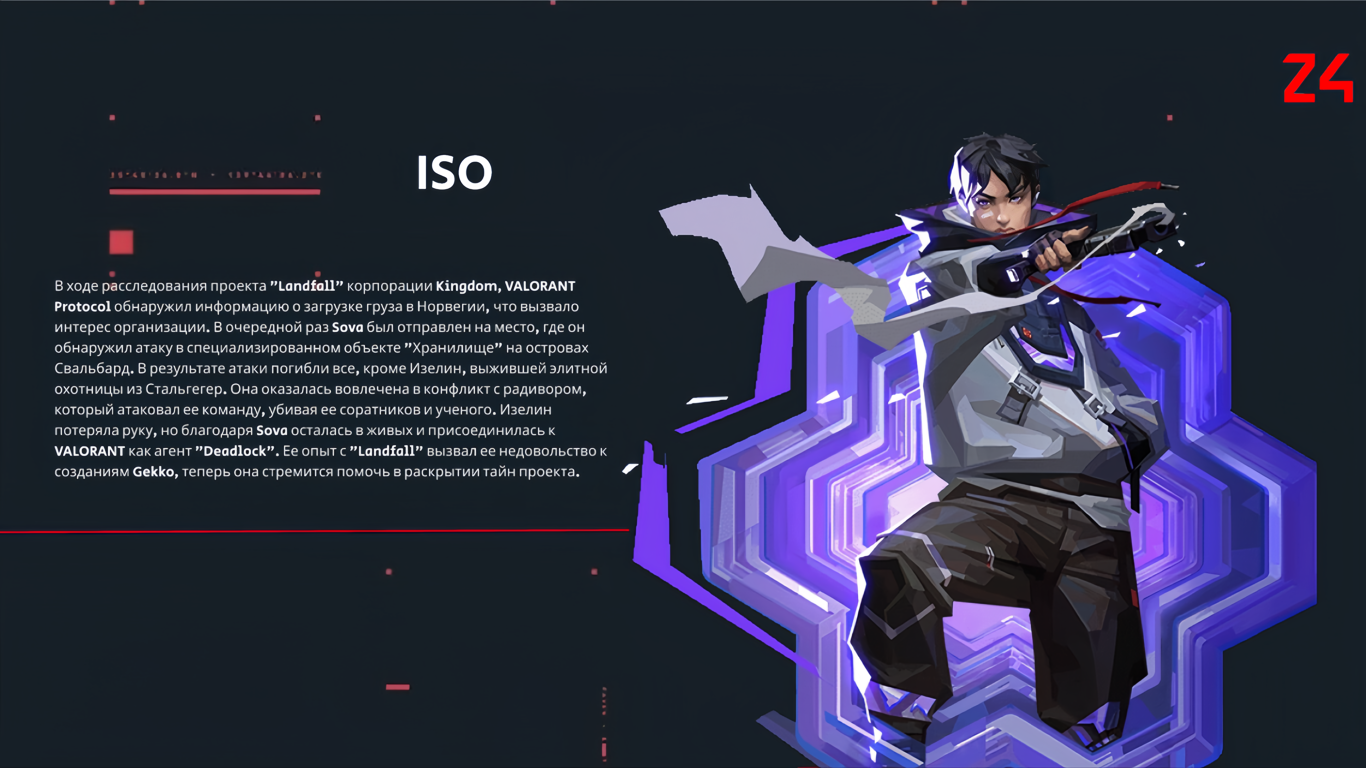 Z4
ISO
В ходе расследования проекта "Landfall" корпорации Kingdom, VALORANT
Protocol обнаружил информацию о загрузке груза в Норвегии, что вызвало
интерес организации. В очередной раз Sova был отправлен на место, где он
обнаружил атаку в специализированном объекте "Хранилище" на островах
Свальбард. В результате атаки погибли все, кроме Изелин, выжившей элитной
охотницы из Стальгегер. Она оказалась вовлечена в конфликт с радивором,
который атаковал ее команду, убивая ее соратников и ученого. Изелин
потеряла руку, но благодаря Sova осталась в живых и присоединилась к
VALORANT как агент "Deadlock". Ее опыт с "Landfall" вызвал ее недовольство к
созданиям Gekko, теперь она стремится помочь в раскрытии тайн проекта.